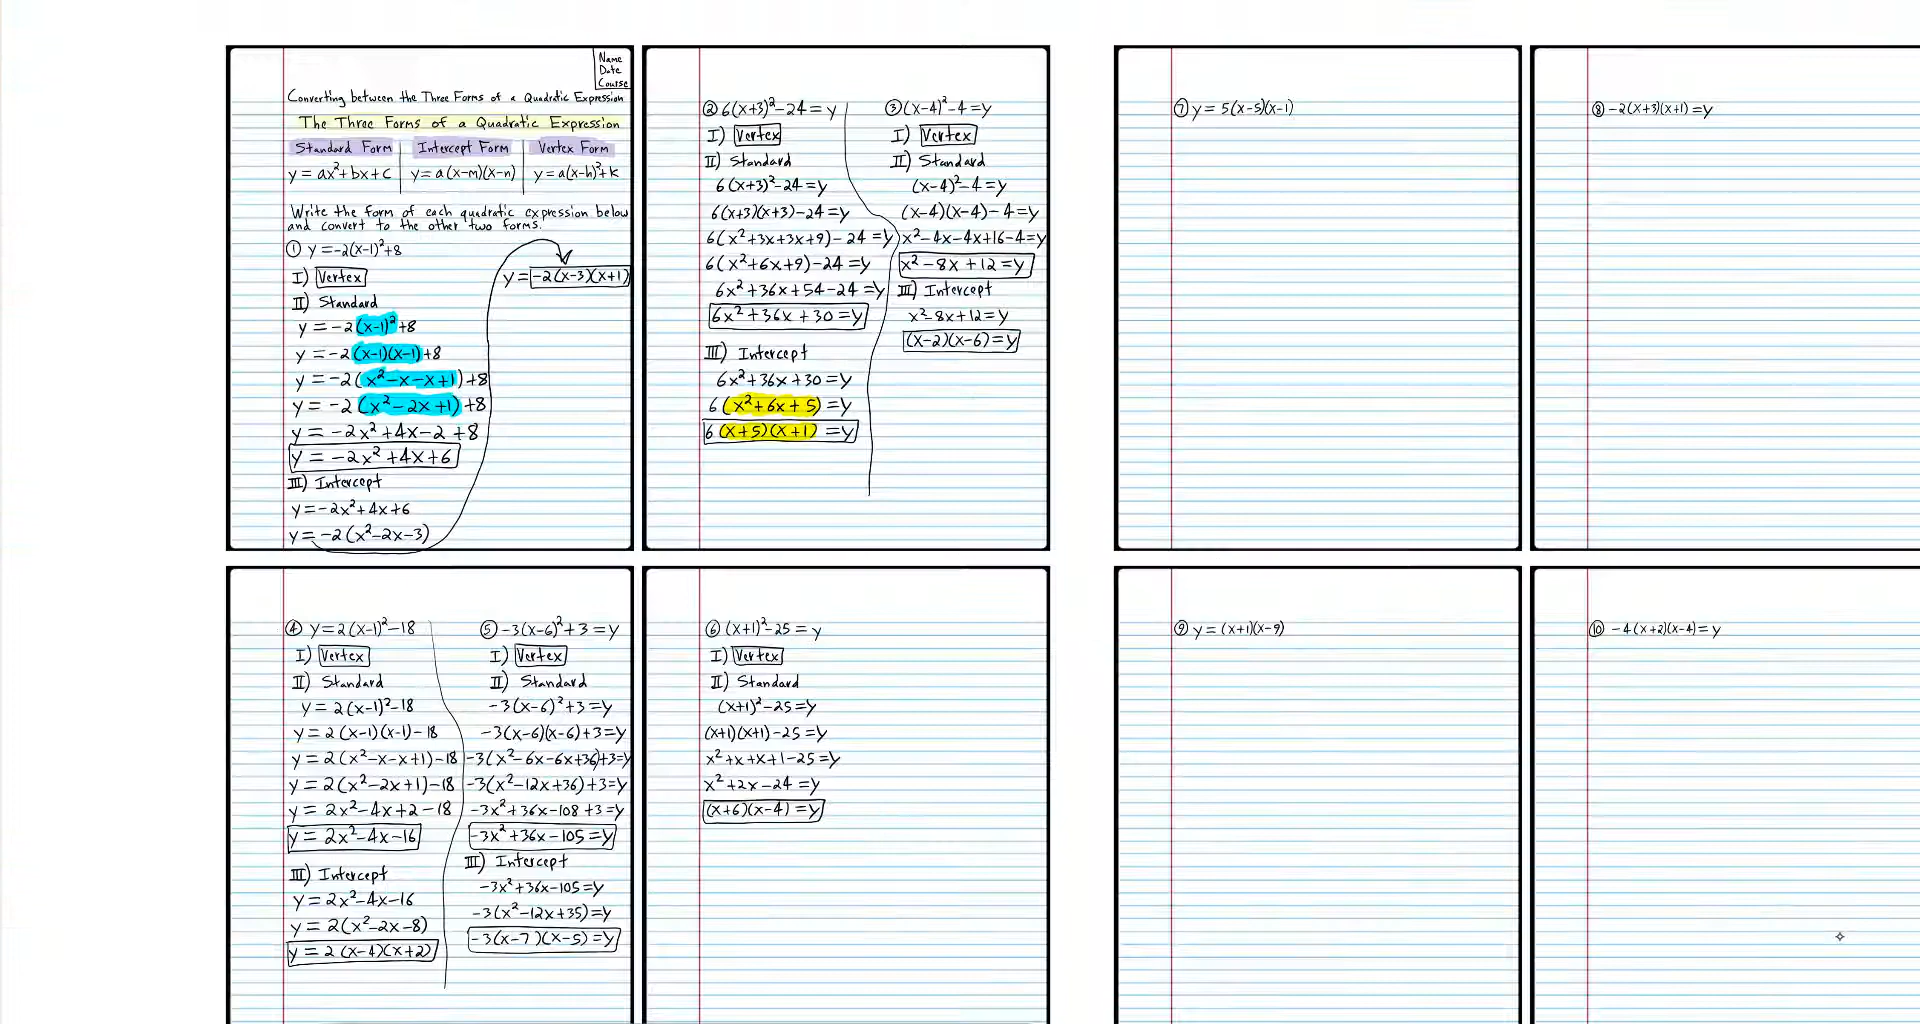 Name
Date
Course
Converting between the Three Forms of a Quadratic Expression
The Three Forms of a Quadratic Expression
Standard Form | Intercept Form | Vertex Form
y = ax²+bx+c | y = a(x-m)(x-n) | y = a(x-h)²+k
Write the form of each quadratic expression below
and convert to the other two forms.
① y = -2(x-1)²+8
I) Vertex
II) Standard
y = -2(x-1)²+8
y = -2(x-1)(x-1)+8
y = -2(x²-x-x+1)+8
y = -2(x²-2x+1)+8
y = -2x²+4x-2+8
y = -2x²+4x+6
III) Intercept
y = -2x²+4x+6
y = -2(x²-2x-3)
y = -2(x-3)(x+1)
② 6(x+3)²-24 = y
I) Vertex
II) Standard
6(x+3)²-24 = y
6(x+3)(x+3)-24 = y
6(x²+3x+3x+9)-24 = y
6(x²+6x+9)-24 = y
6x²+36x+54-24 = y
6x²+36x+30 = y
III) Intercept
6x²+36x+30 = y
6(x²+6x+5) = y
6(x+5)(x+1) = y
③ (x-4)²-4 = y
I) Vertex
II) Standard
(x-4)²-4 = y
(x-4)(x-4)-4 = y
x²-4x-4x+16-4 = y
x²-8x+12 = y
III) Intercept
x²-8x+12 = y
(x-2)(x-6) = y
④ y = 2(x-1)²-18
I) Vertex
II) Standard
y = 2(x-1)²-18
y = 2(x-1)(x-1)-18
y = 2(x²-x-x+1)-18
y = 2(x²-2x+1)-18
y = 2x²-4x+2-18
y = 2x²-4x-16
III) Intercept
y = 2x²-4x-16
y = 2(x²-2x-8)
y = 2(x-4)(x+2)
⑤ -3(x-6)²+3 = y
I) Vertex
II) Standard
-3(x-6)²+3 = y
-3(x-6)(x-6)+3 = y
-3(x²-6x-6x+36)+3 = y
-3(x²-12x+36)+3 = y
-3x²+36x-108+3 = y
-3x²+36x-105 = y
III) Intercept
-3x²+36x-105 = y
-3(x²-12x+35) = y
-3(x-7)(x-5) = y
⑥ (x+1)²-25 = y
I) Vertex
II) Standard
(x+1)²-25 = y
(x+1)(x+1)-25 = y
x²+x+x+1-25 = y
x²+2x-24 = y
(x+6)(x-4) = y
⑦ y = 5(x-5)(x-1)
⑧ -2(x+3)(x+1) = y
⑨ y = (x+1)(x-9)
⑩ -4(x+2)(x-4) = y